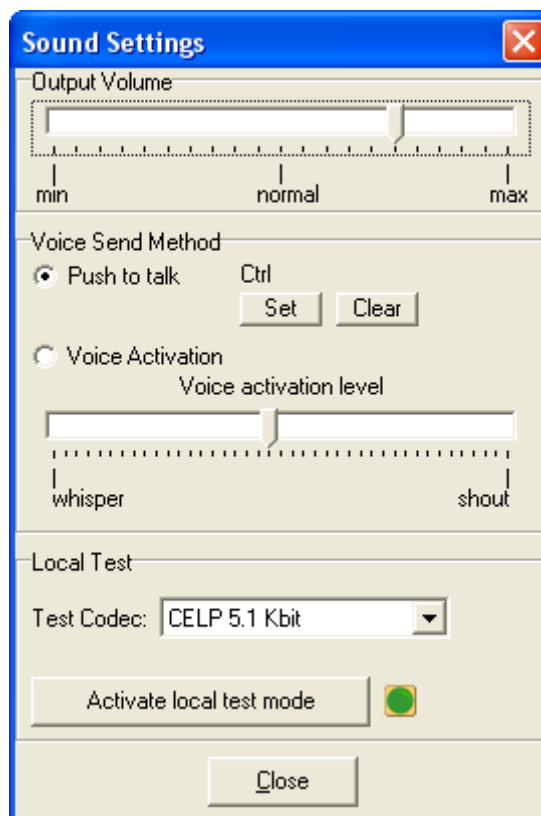 Sound Settings
Output Volume
min normal max
Voice Send Method
Push to talk Ctrl
Set Clear
Voice Activation
Voice activation level
whisper shout
Local Test
Test Codec: CELP 5.1 Kbit
Activate local test mode
Close